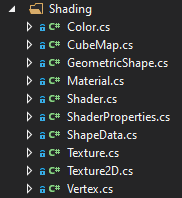 Shading
C# Color.cs
C# CubeMap.cs
C# GeometricShape.cs
C# Material.cs
C# Shader.cs
C# ShaderProperties.cs
C# ShapeData.cs
C# Texture.cs
C# Texture2D.cs
C# Vertex.cs